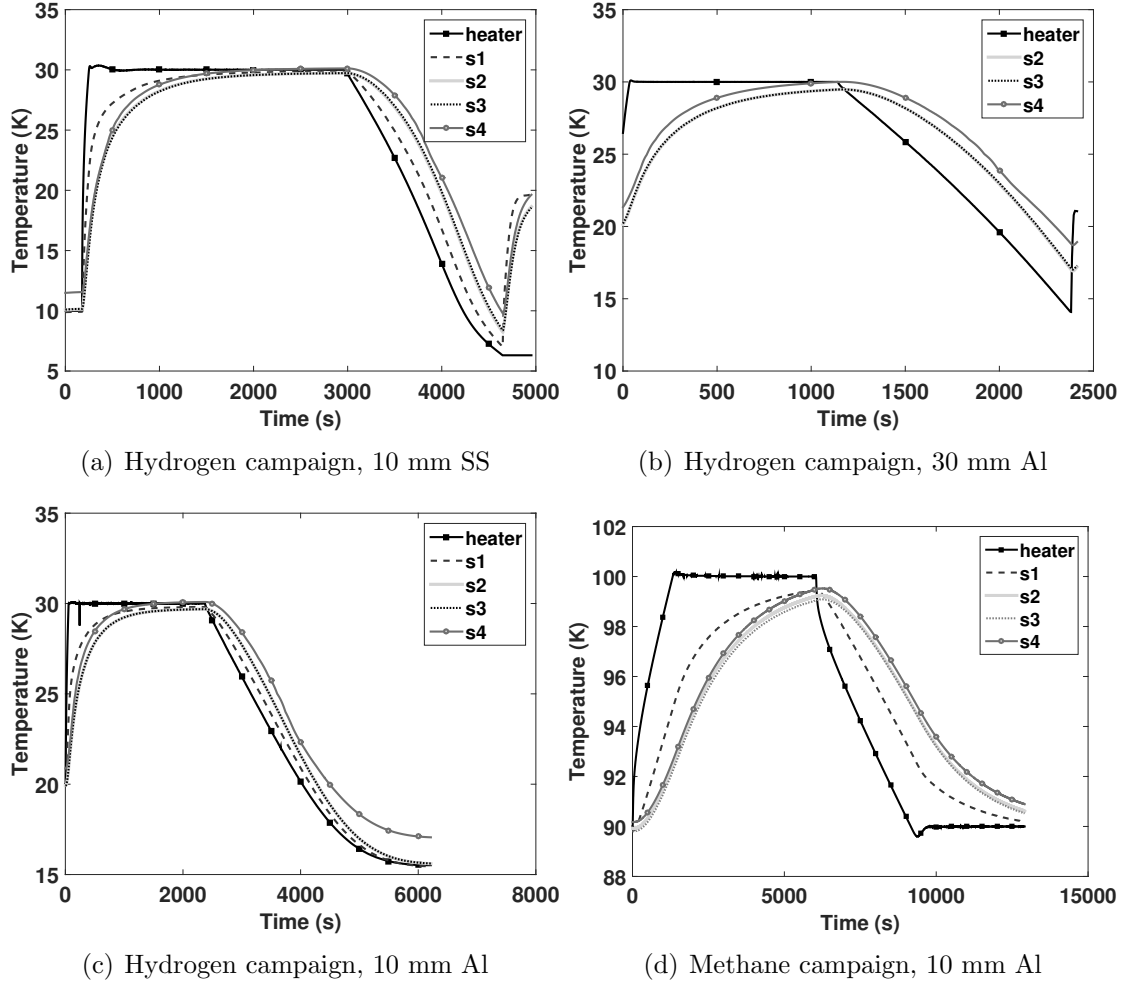 35
30
25
20
15
10
5
Temperature (K)
0 1000 2000 3000 4000 5000
Time (s)
heater
s1
s2
s3
s4
(a) Hydrogen campaign, 10 mm SS
35
30
25
20
15
10
Temperature (K)
0 500 1000 1500 2000 2500
Time (s)
heater
s2
s3
s4
(b) Hydrogen campaign, 30 mm Al
35
30
25
20
15
Temperature (K)
0 2000 4000 6000 8000
Time (s)
heater
s1
s2
s3
s4
(c) Hydrogen campaign, 10 mm Al
102
100
98
96
94
92
90
88
Temperature (K)
0 5000 10000 15000
Time (s)
heater
s1
s2
s3
s4
(d) Methane campaign, 10 mm Al